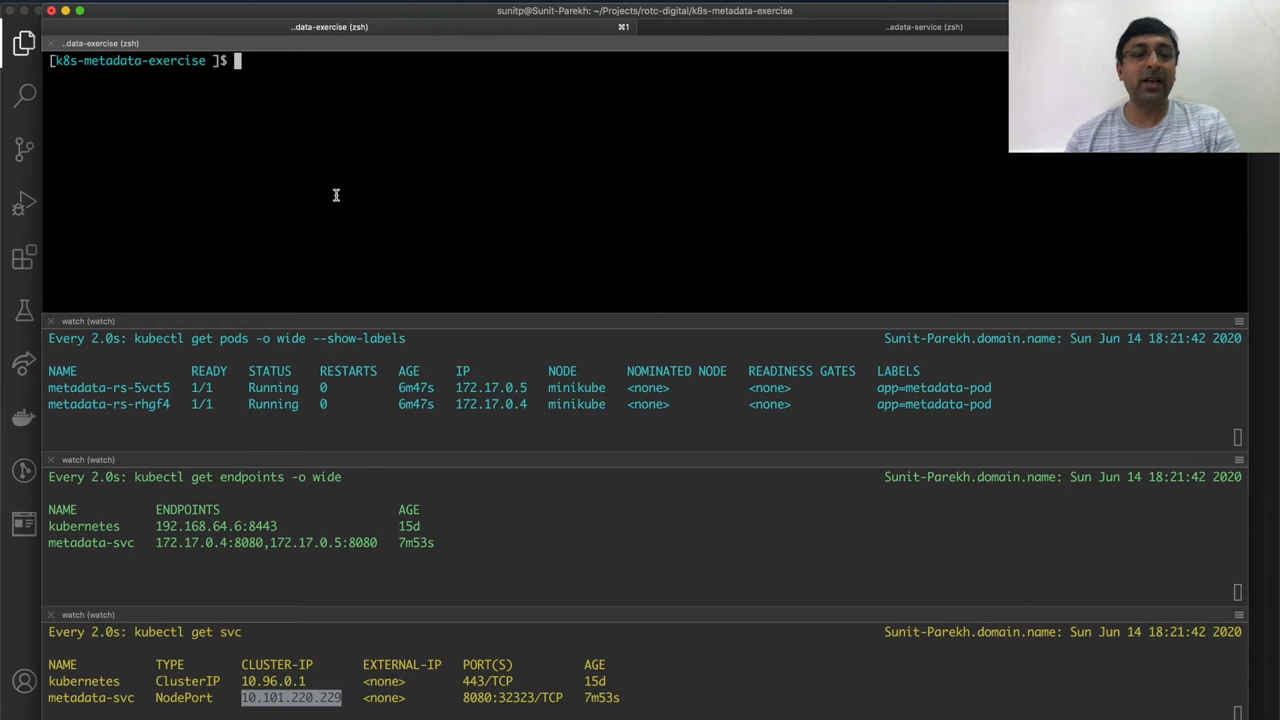 sunitp@Sunit-Parekh: ~/Projects/rotc-digital/k8s-metadata-exercise
..data-exercise (zsh) ⌘1 ..adata-service (zsh)
..data-exercise (zsh)
[k8s-metadata-exercise ]$
watch (watch)
Every 2.0s: kubectl get pods -o wide --show-labels Sunit-Parekh.domain.name: Sun Jun 14 18:21:42 2020
NAME READY STATUS RESTARTS AGE IP NODE NOMINATED NODE READINESS GATES LABELS
metadata-rs-5vct5 1/1 Running 0 6m47s 172.17.0.5 minikube <none> <none> app=metadata-pod
metadata-rs-rhgf4 1/1 Running 0 6m47s 172.17.0.4 minikube <none> <none> app=metadata-pod
watch (watch)
Every 2.0s: kubectl get endpoints -o wide Sunit-Parekh.domain.name: Sun Jun 14 18:21:42 2020
NAME ENDPOINTS AGE
kubernetes 192.168.64.6:8443 15d
metadata-svc 172.17.0.4:8080,172.17.0.5:8080 7m53s
watch (watch)
Every 2.0s: kubectl get svc Sunit-Parekh.domain.name: Sun Jun 14 18:21:42 2020
NAME TYPE CLUSTER-IP EXTERNAL-IP PORT(S) AGE
kubernetes ClusterIP 10.96.0.1 <none> 443/TCP 15d
metadata-svc NodePort 10.101.220.229 <none> 8080:32323/TCP 7m53s